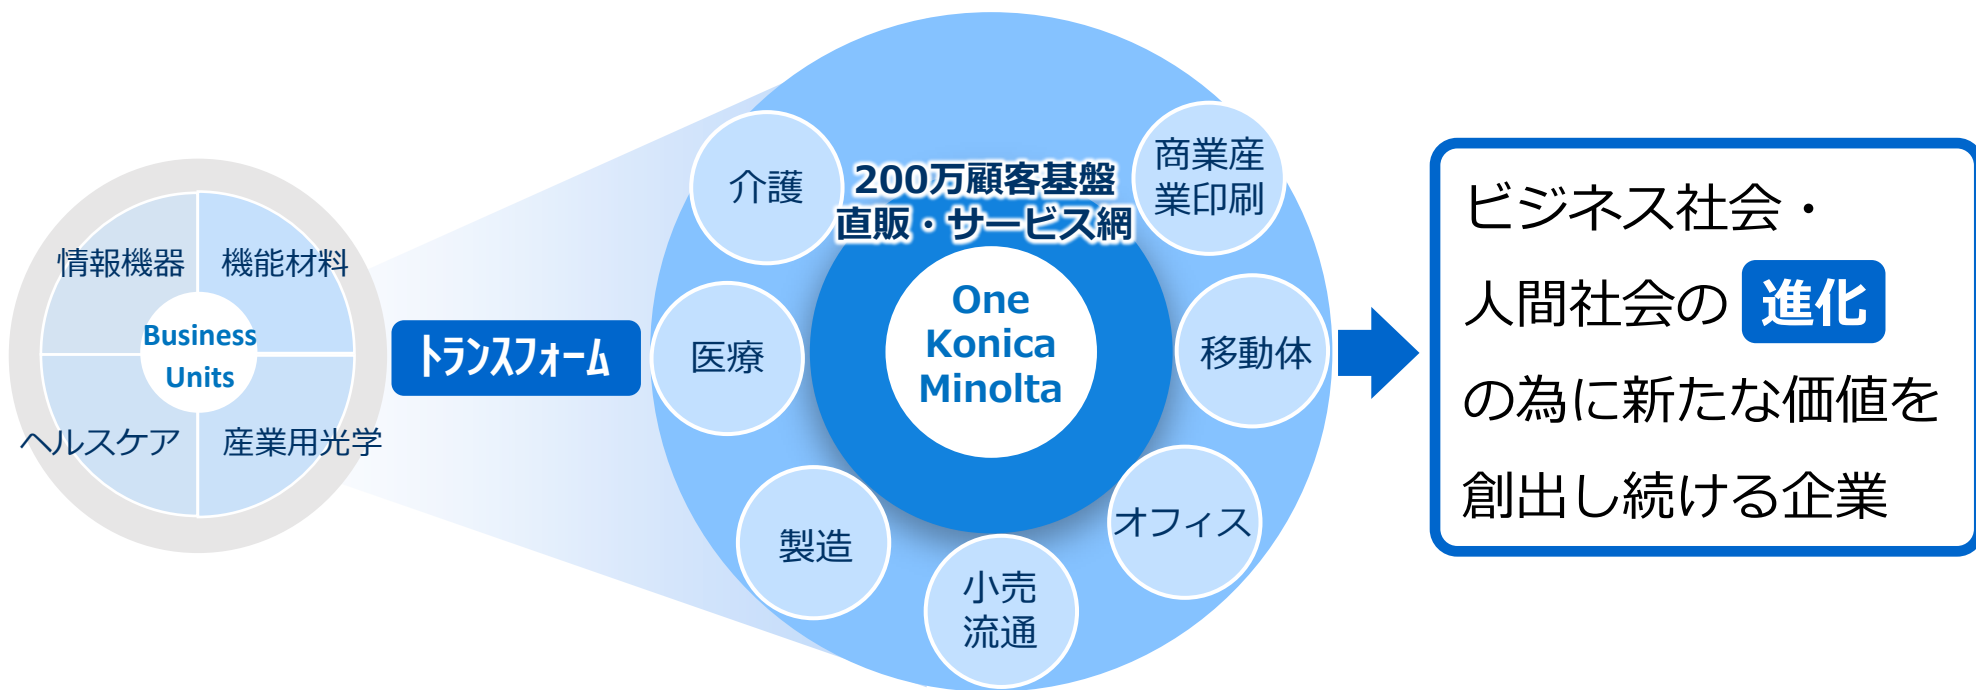 情報機器
機能材料
Business
Units
ヘルスケア
産業用光学
トランスフォーム
介護
医療
製造
小売
流通
オフィス
移動体
商業産
業印刷
200万顧客基盤
直販・サービス網
One
Konica
Minolta
ビジネス社会・
人間社会の 進化
の為に新たな価値を
創出し続ける企業